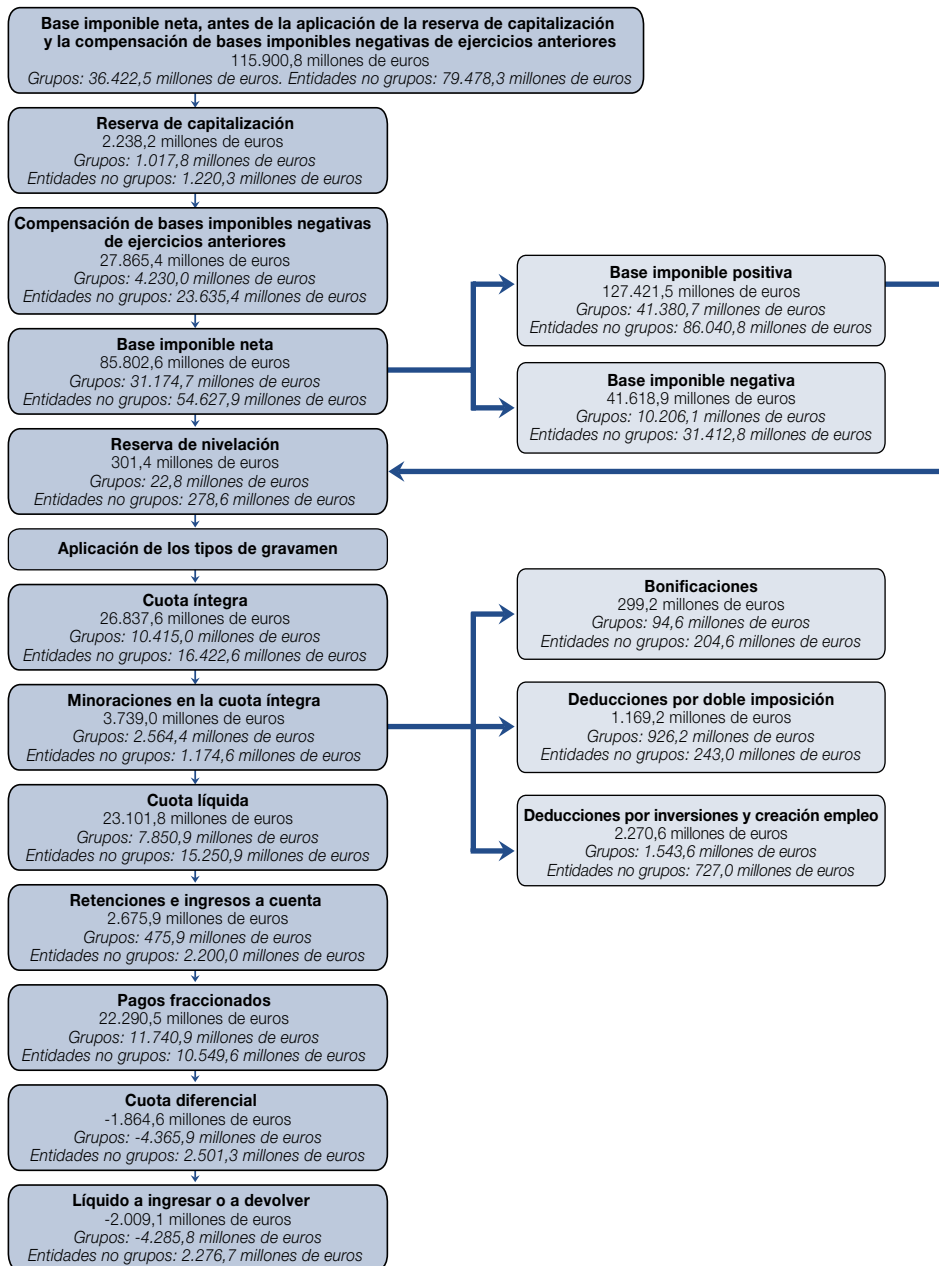 Base imponible neta, antes de la aplicación de la reserva de capitalización
y la compensación de bases imponibles negativas de ejercicios anteriores
115.900,8 millones de euros
Grupos: 36.422,5 millones de euros. Entidades no grupos: 79.478,3 millones de euros
Reserva de capitalización
2.238,2 millones de euros
Grupos: 1.017,8 millones de euros
Entidades no grupos: 1.220,3 millones de euros
Compensación de bases imponibles negativas
de ejercicios anteriores
27.865,4 millones de euros
Grupos: 4.230,0 millones de euros
Entidades no grupos: 23.635,4 millones de euros
Base imponible positiva
127.421,5 millones de euros
Grupos: 41.380,7 millones de euros
Entidades no grupos: 86.040,8 millones de euros
Base imponible neta
85.802,6 millones de euros
Grupos: 31.174,7 millones de euros
Entidades no grupos: 54.627,9 millones de euros
Base imponible negativa
41.618,9 millones de euros
Grupos: 10.206,1 millones de euros
Entidades no grupos: 31.412,8 millones de euros
Reserva de nivelación
301,4 millones de euros
Grupos: 22,8 millones de euros
Entidades no grupos: 278,6 millones de euros
Aplicación de los tipos de gravamen
Cuota íntegra
26.837,6 millones de euros
Grupos: 10.415,0 millones de euros
Entidades no grupos: 16.422,6 millones de euros
Bonificaciones
299,2 millones de euros
Grupos: 94,6 millones de euros
Entidades no grupos: 204,6 millones de euros
Minoraciones en la cuota íntegra
3.739,0 millones de euros
Grupos: 2.564,4 millones de euros
Entidades no grupos: 1.174,6 millones de euros
Deducciones por doble imposición
1.169,2 millones de euros
Grupos: 926,2 millones de euros
Entidades no grupos: 243,0 millones de euros
Cuota líquida
23.101,8 millones de euros
Grupos: 7.850,9 millones de euros
Entidades no grupos: 15.250,9 millones de euros
Deducciones por inversiones y creación empleo
2.270,6 millones de euros
Grupos: 1.543,6 millones de euros
Entidades no grupos: 727,0 millones de euros
Retenciones e ingresos a cuenta
2.675,9 millones de euros
Grupos: 475,9 millones de euros
Entidades no grupos: 2.200,0 millones de euros
Pagos fraccionados
22.290,5 millones de euros
Grupos: 11.740,9 millones de euros
Entidades no grupos: 10.549,6 millones de euros
Cuota diferencial
-1.864,6 millones de euros
Grupos: -4.365,9 millones de euros
Entidades no grupos: 2.501,3 millones de euros
Líquido a ingresar o a devolver
-2.009,1 millones de euros
Grupos: -4.285,8 millones de euros
Entidades no grupos: 2.276,7 millones de euros